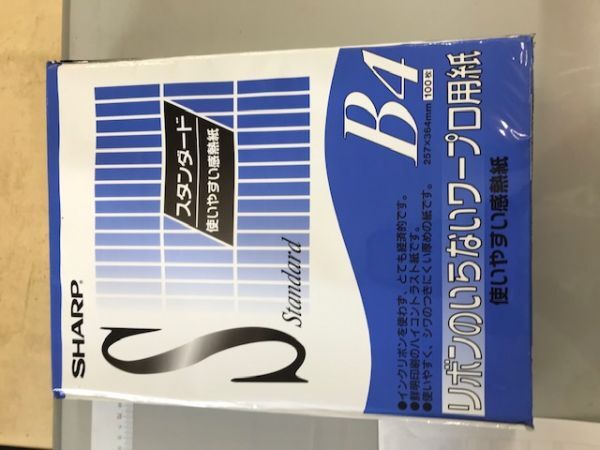 SHARP®
S
Standard
スタンダード
使いやすい感熱紙
B4
257×364mm 100枚
●インクリボンを使わず、とても経済的です。
●鮮明印刷のハイコントラスト紙です。
●使いやすく、シワのつきにくい厚めの紙です。
リボンのいらないワープロ用紙
使いやすい感熱紙